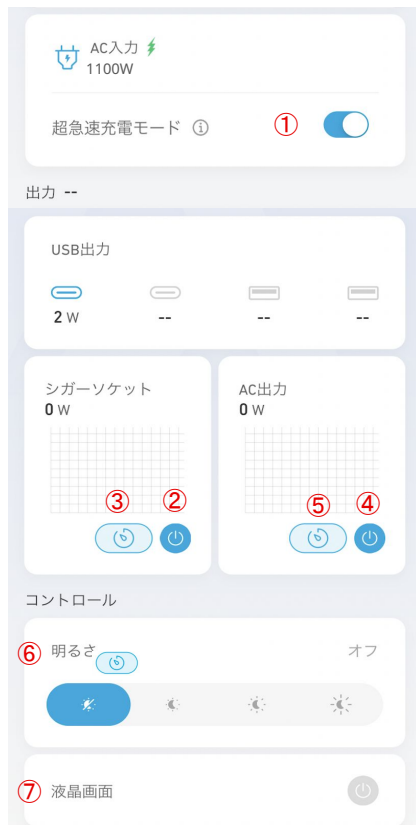 AC入力
1100W
超急速充電モード ①
出力 --
USB出力
2 W -- -- --
シガーソケット
0 W
③ ②
AC出力
0 W
⑤ ④
コントロール
⑥ 明るさ オフ
⑦ 液晶画面